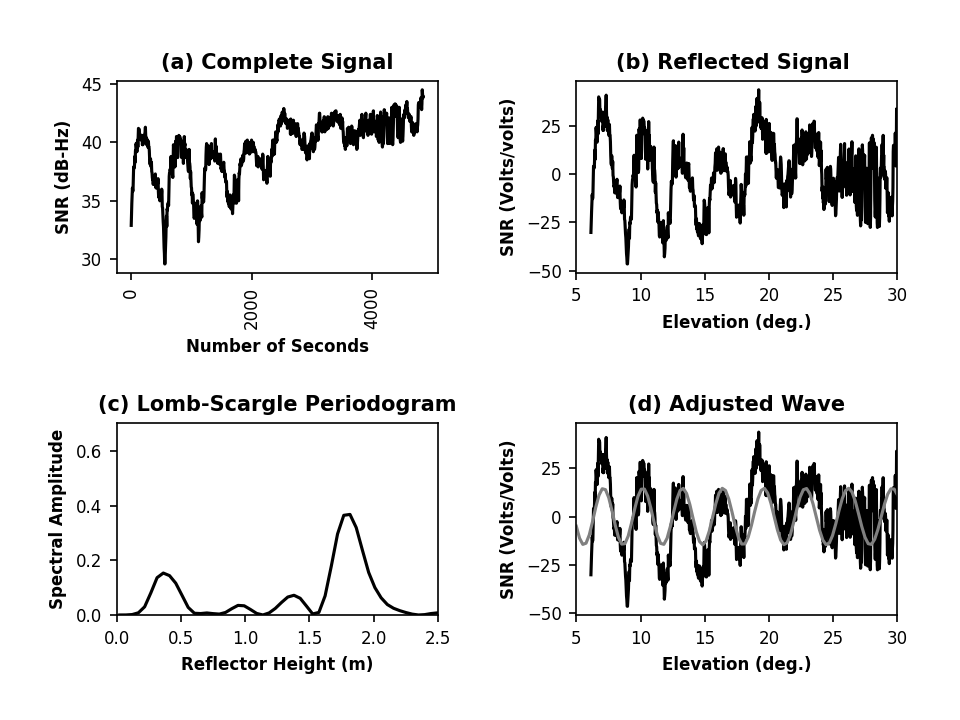 (a) Complete Signal
SNR (dB-Hz)
45
40
35
30
0
2000
4000
Number of Seconds
(b) Reflected Signal
SNR (Volts/volts)
25
0
−25
−50
5 10 15 20 25 30
Elevation (deg.)
(c) Lomb-Scargle Periodogram
Spectral Amplitude
0.6
0.4
0.2
0.0
0.0 0.5 1.0 1.5 2.0 2.5
Reflector Height (m)
(d) Adjusted Wave
SNR (Volts/Volts)
25
0
−25
−50
5 10 15 20 25 30
Elevation (deg.)